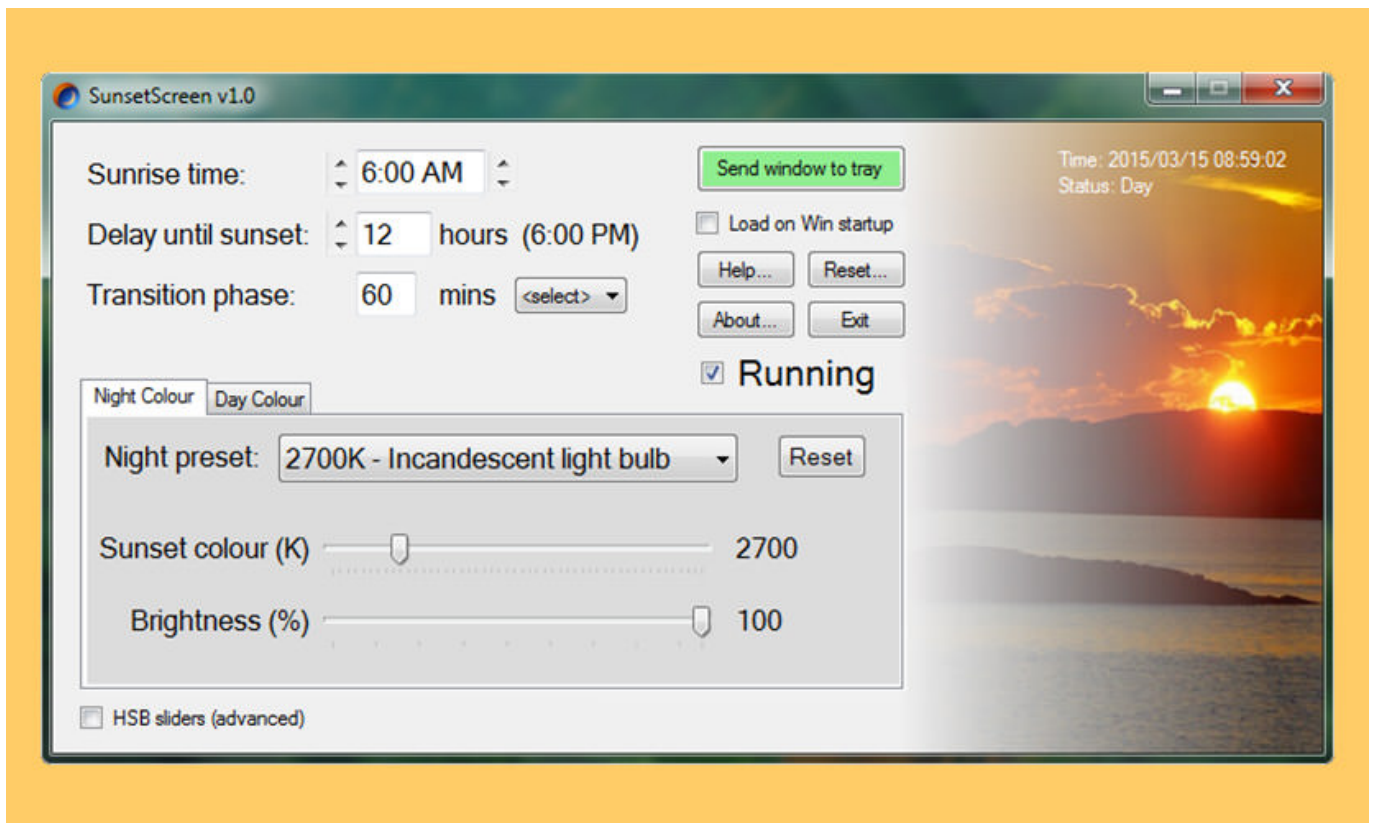 SunsetScreen v1.0
Sunrise time: 6:00 AM
Delay until sunset: 12 hours (6:00 PM)
Transition phase: 60 mins <select>
Send window to tray
Load on Win startup
Help... Reset...
About... Exit
Running
Time: 2015/03/15 08:59:02
Status: Day
Night Colour Day Colour
Night preset: 2700K - Incandescent light bulb Reset
Sunset colour (K) 2700
Brightness (%) 100
HSB sliders (advanced)